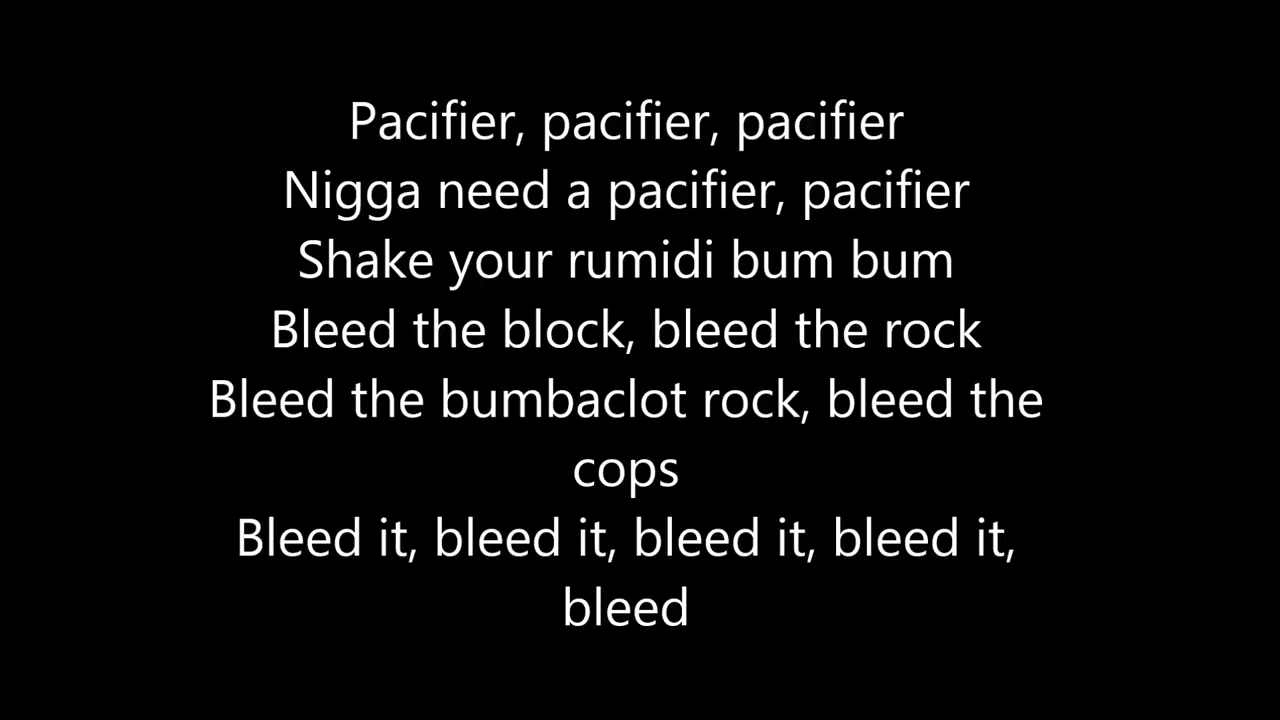 Pacifier, pacifier, pacifier
Nigga need a pacifier, pacifier
Shake your rumidi bum bum
Bleed the block, bleed the rock
Bleed the bumbaclot rock, bleed the
cops
Bleed it, bleed it, bleed it, bleed it,
bleed